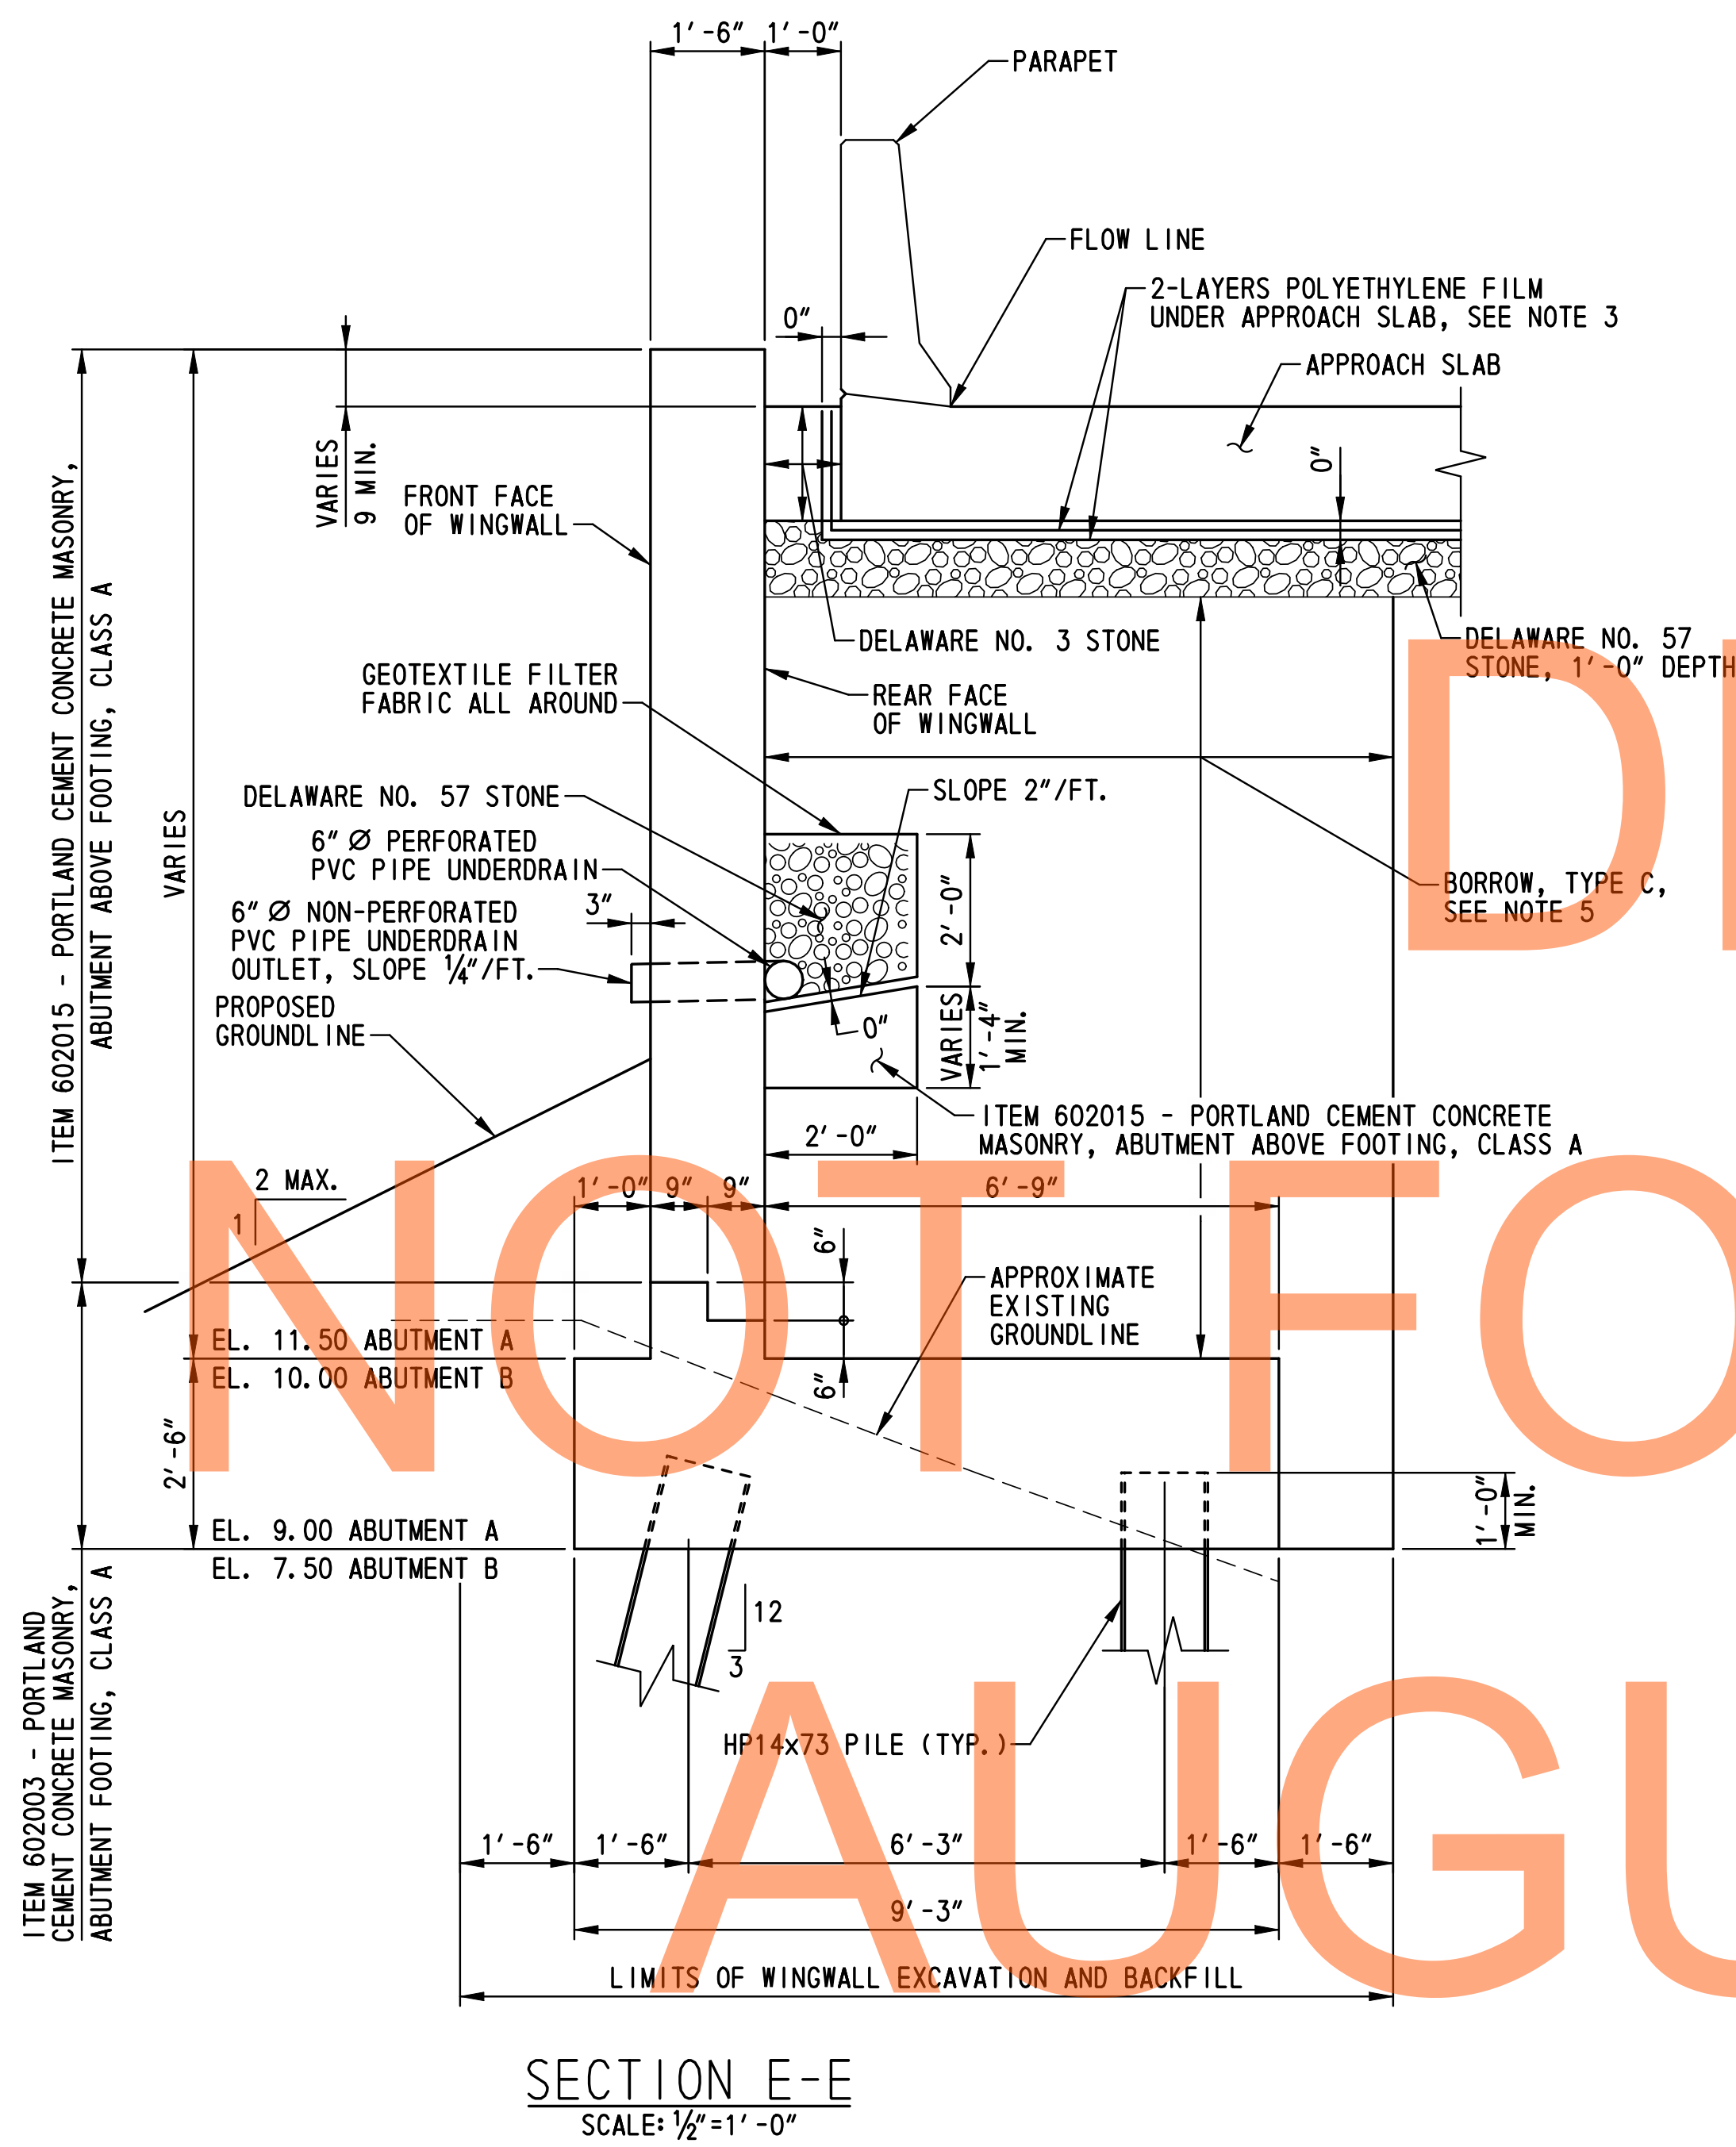 1'-6"
1'-0"
PARAPET
FLOW LINE
2-LAYERS POLYETHYLENE FILM
UNDER APPROACH SLAB, SEE NOTE 3
0"
APPROACH SLAB
VARIES
9 MIN.
0"
FRONT FACE
OF WINGWALL
ITEM 602015 - PORTLAND CEMENT CONCRETE MASONRY,
ABUTMENT ABOVE FOOTING, CLASS A
VARIES
DELAWARE NO. 3 STONE
DELAWARE NO. 57
STONE, 1'-0" DEPTH
GEOTEXTILE FILTER
FABRIC ALL AROUND
REAR FACE
OF WINGWALL
DELAWARE NO. 57 STONE
SLOPE 2"/FT.
6" Ø PERFORATED
PVC PIPE UNDERDRAIN
BORROW, TYPE C,
SEE NOTE 5
6" Ø NON-PERFORATED
PVC PIPE UNDERDRAIN
OUTLET, SLOPE ¼"/FT.
3"
2'-0"
PROPOSED
GROUNDLINE
0"
VARIES
1'-4"
MIN.
ITEM 602015 - PORTLAND CEMENT CONCRETE
MASONRY, ABUTMENT ABOVE FOOTING, CLASS A
2'-0"
2 MAX.
1
1'-0"
9"
9"
6'-9"
6"
APPROXIMATE
EXISTING
GROUNDLINE
EL. 11.50 ABUTMENT A
EL. 10.00 ABUTMENT B
6"
2'-6"
1'-0"
MIN.
EL. 9.00 ABUTMENT A
EL. 7.50 ABUTMENT B
ITEM 602003 - PORTLAND
CEMENT CONCRETE MASONRY,
ABUTMENT FOOTING, CLASS A
12
3
HP14x73 PILE (TYP.)
1'-6"
1'-6"
6'-3"
1'-6"
1'-6"
9'-3"
LIMITS OF WINGWALL EXCAVATION AND BACKFILL
SECTION E-E
SCALE: ½"=1'-0"
NOT FO
AUGU